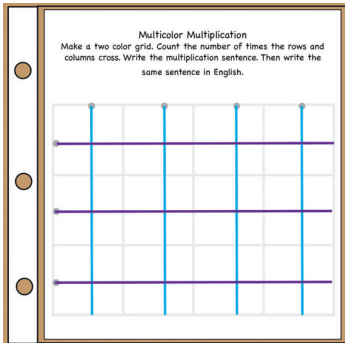 Multicolor Multiplication
Make a two color grid. Count the number of times the rows and
columns cross. Write the multiplication sentence. Then write the
same sentence in English.